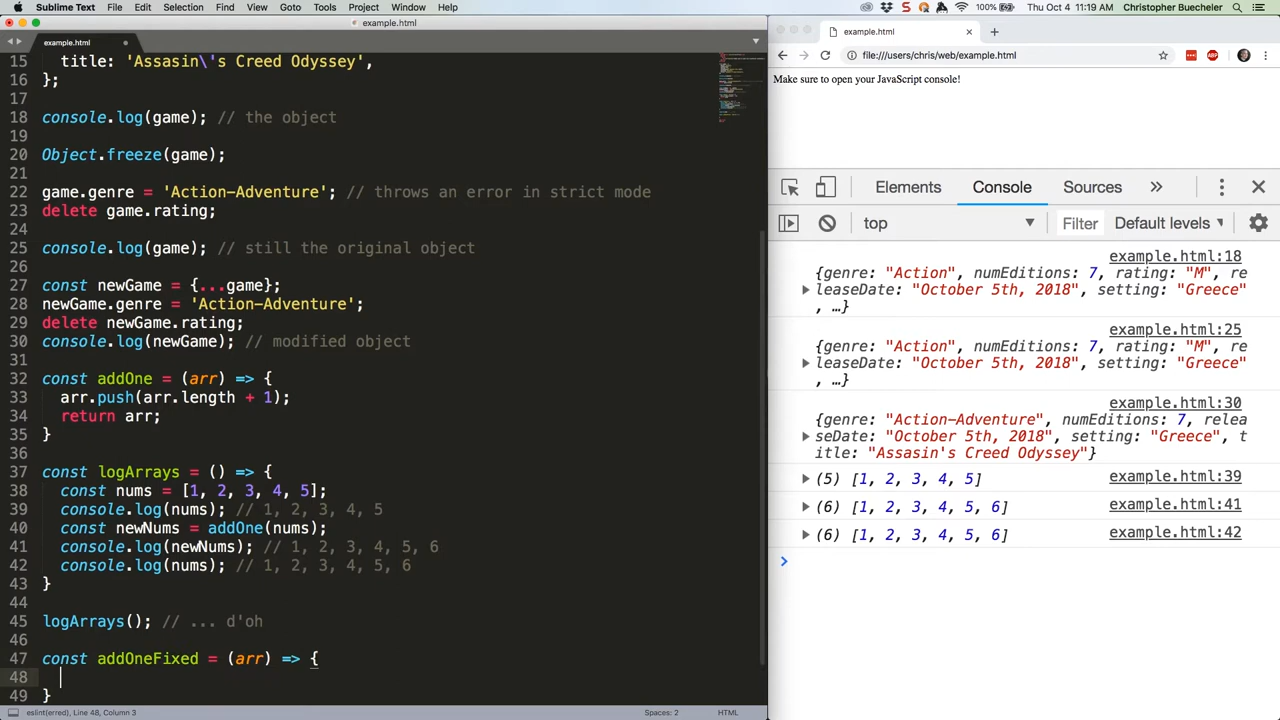 Sublime Text File Edit Selection Find View Goto Tools Project Window Help 100% Thu Oct 4 11:19 AM Christopher Buecheler
example.html
example.html
15 title: 'Assasin\'s Creed Odyssey',
16 };
17
18 console.log(game); // the object
19
20 Object.freeze(game);
21
22 game.genre = 'Action-Adventure'; // throws an error in strict mode
23 delete game.rating;
24
25 console.log(game); // still the original object
26
27 const newGame = {...game};
28 newGame.genre = 'Action-Adventure';
29 delete newGame.rating;
30 console.log(newGame); // modified object
31
32 const addOne = (arr) => {
33 arr.push(arr.length + 1);
34 return arr;
35 }
36
37 const logArrays = () => {
38 const nums = [1, 2, 3, 4, 5];
39 console.log(nums); // 1, 2, 3, 4, 5
40 const newNums = addOne(nums);
41 console.log(newNums); // 1, 2, 3, 4, 5, 6
42 console.log(nums); // 1, 2, 3, 4, 5, 6
43 }
44
45 logArrays(); // ... d'oh
46
47 const addOneFixed = (arr) => {
48
49 }
eslint(erred), Line 48, Column 3 Spaces: 2 HTML
example.html
file:///users/chris/web/example.html ABP
Make sure to open your JavaScript console!
Elements Console Sources
top Filter Default levels
example.html:18
{genre: "Action", numEditions: 7, rating: "M", re
leaseDate: "October 5th, 2018", setting: "Greece"
, …}
example.html:25
{genre: "Action", numEditions: 7, rating: "M", re
leaseDate: "October 5th, 2018", setting: "Greece"
, …}
example.html:30
{genre: "Action-Adventure", numEditions: 7, relea
seDate: "October 5th, 2018", setting: "Greece", t
itle: "Assasin's Creed Odyssey"}
(5) [1, 2, 3, 4, 5] example.html:39
(6) [1, 2, 3, 4, 5, 6] example.html:41
(6) [1, 2, 3, 4, 5, 6] example.html:42